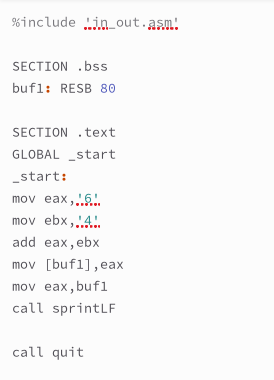 %include 'in_out.asm'
SECTION .bss
buf1: RESB 80
SECTION .text
GLOBAL _start
_start:
mov eax,'6'
mov ebx,'4'
add eax,ebx
mov [buf1],eax
mov eax,buf1
call sprintLF
call quit